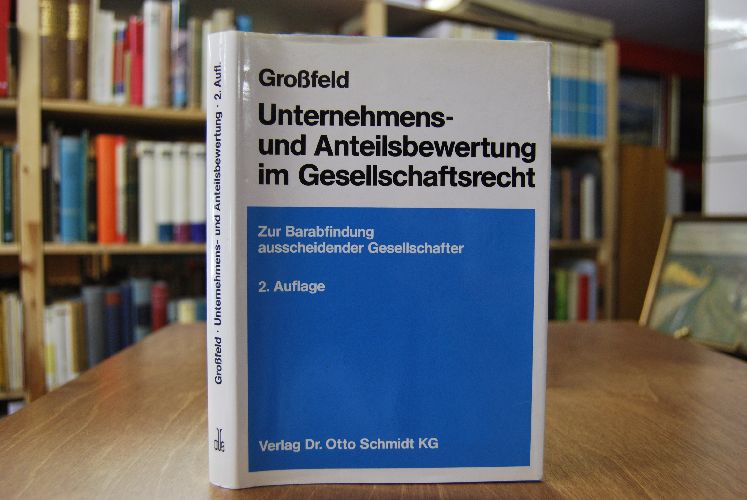 Großfeld
Unternehmens-
und Anteilsbewertung
im Gesellschaftsrecht
Zur Barabfindung
ausscheidender Gesellschafter
2. Auflage
Verlag Dr. Otto Schmidt KG
Großfeld · Unternehmens- und Anteilsbewertung · 2. Aufl.